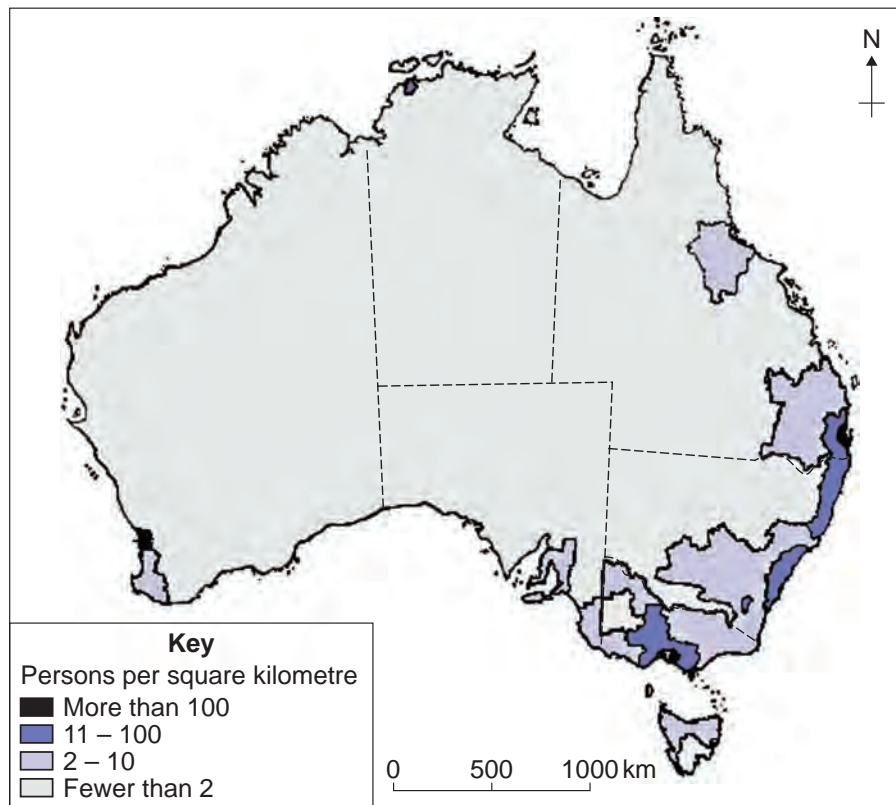 N
Key
Persons per square kilometre
More than 100
11 – 100
2 – 10
Fewer than 2
0 500 1000 km